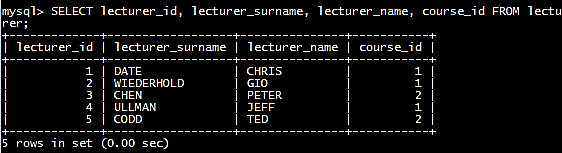 mysql> SELECT lecturer_id, lecturer_surname, lecturer_name, course_id FROM lectu
rer;
+-------------+------------------+---------------+-----------+
| lecturer_id | lecturer_surname | lecturer_name | course_id |
+-------------+------------------+---------------+-----------+
|           1 | DATE             | CHRIS         |         1 |
|           2 | WIEDERHOLD       | GIO           |         1 |
|           3 | CHEN             | PETER         |         2 |
|           4 | ULLMAN           | JEFF          |         1 |
|           5 | CODD             | TED           |         2 |
+-------------+------------------+---------------+-----------+
5 rows in set (0.00 sec)